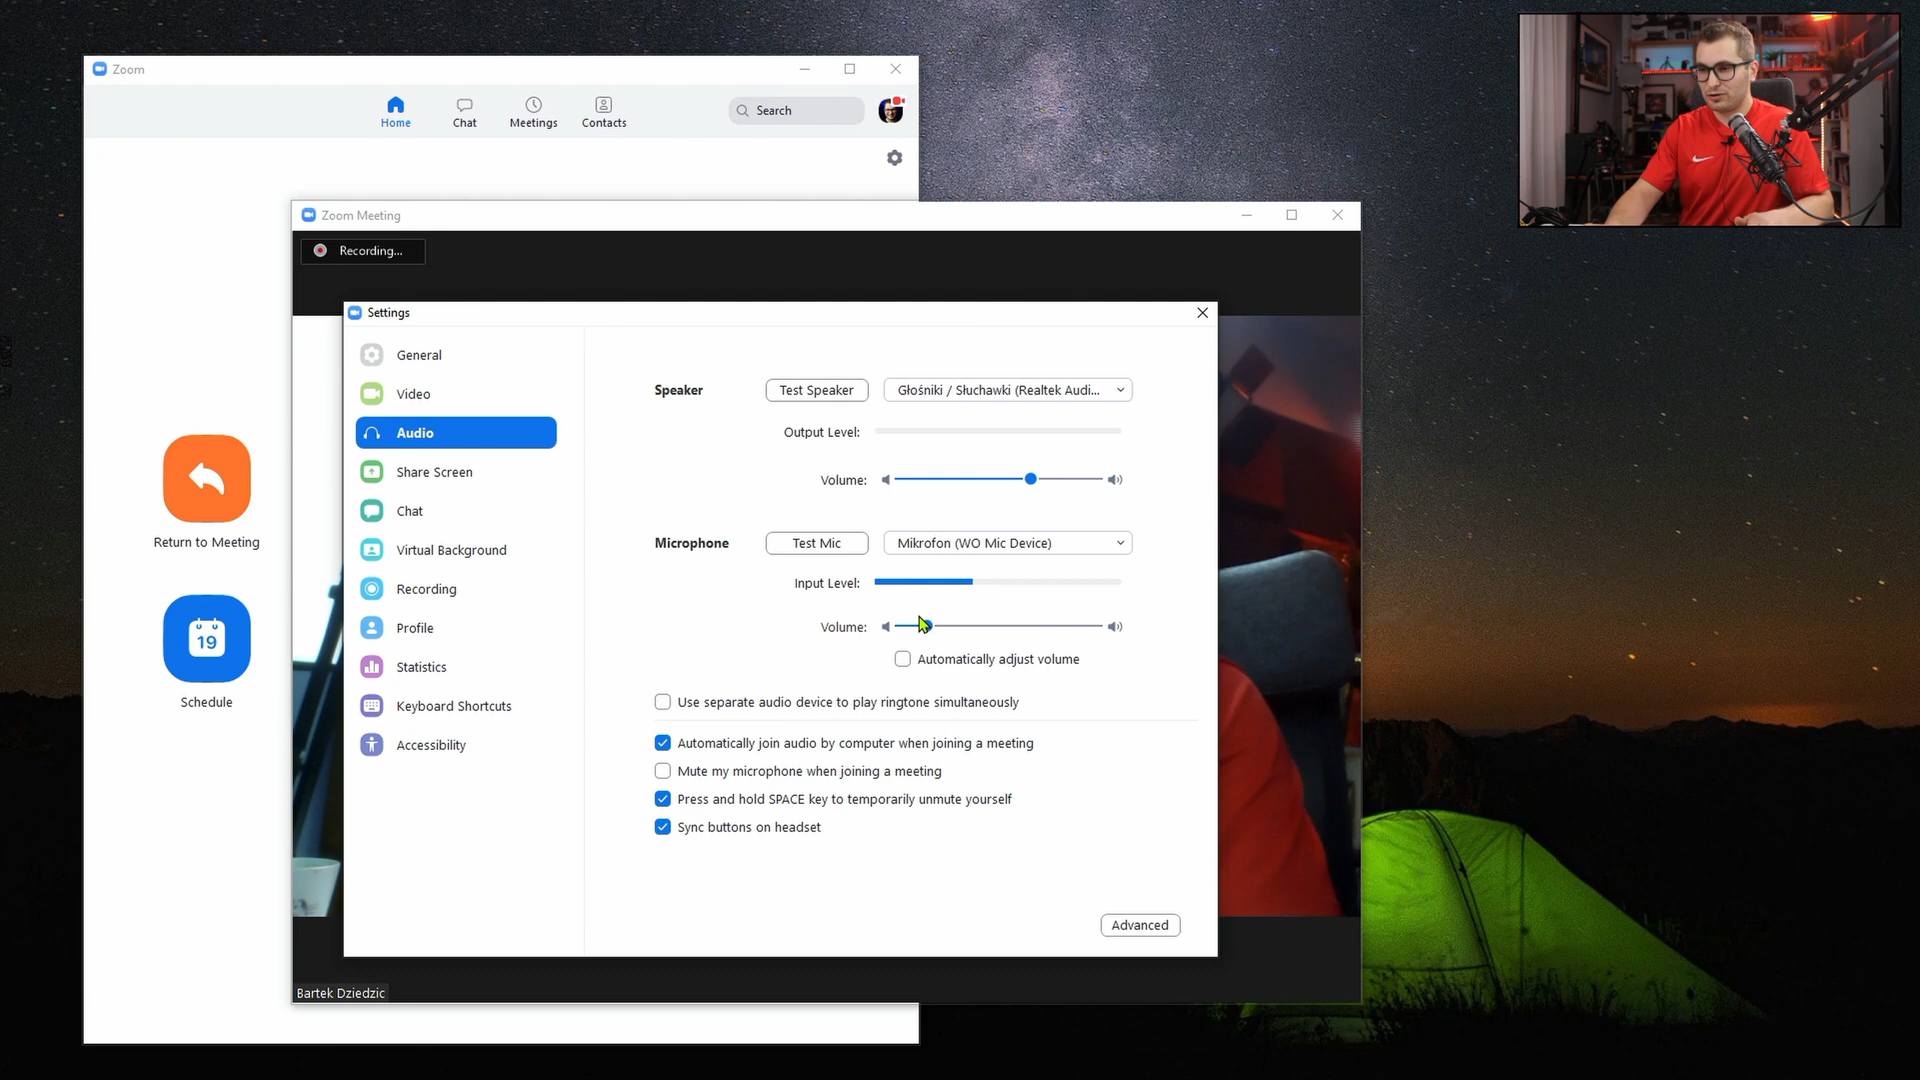 Zoom
Home
Chat
Meetings
Contacts
Search
Zoom Meeting
Recording...
Settings
General
Video
Audio
Share Screen
Chat
Virtual Background
Recording
Profile
Statistics
Keyboard Shortcuts
Accessibility
Speaker
Test Speaker
Głośniki / Słuchawki (Realtek Audi...
Output Level:
Volume:
Microphone
Test Mic
Mikrofon (WO Mic Device)
Input Level:
Volume:
Automatically adjust volume
Use separate audio device to play ringtone simultaneously
Automatically join audio by computer when joining a meeting
Mute my microphone when joining a meeting
Press and hold SPACE key to temporarily unmute yourself
Sync buttons on headset
Advanced
Return to Meeting
19
Schedule
Bartek Dziedzic